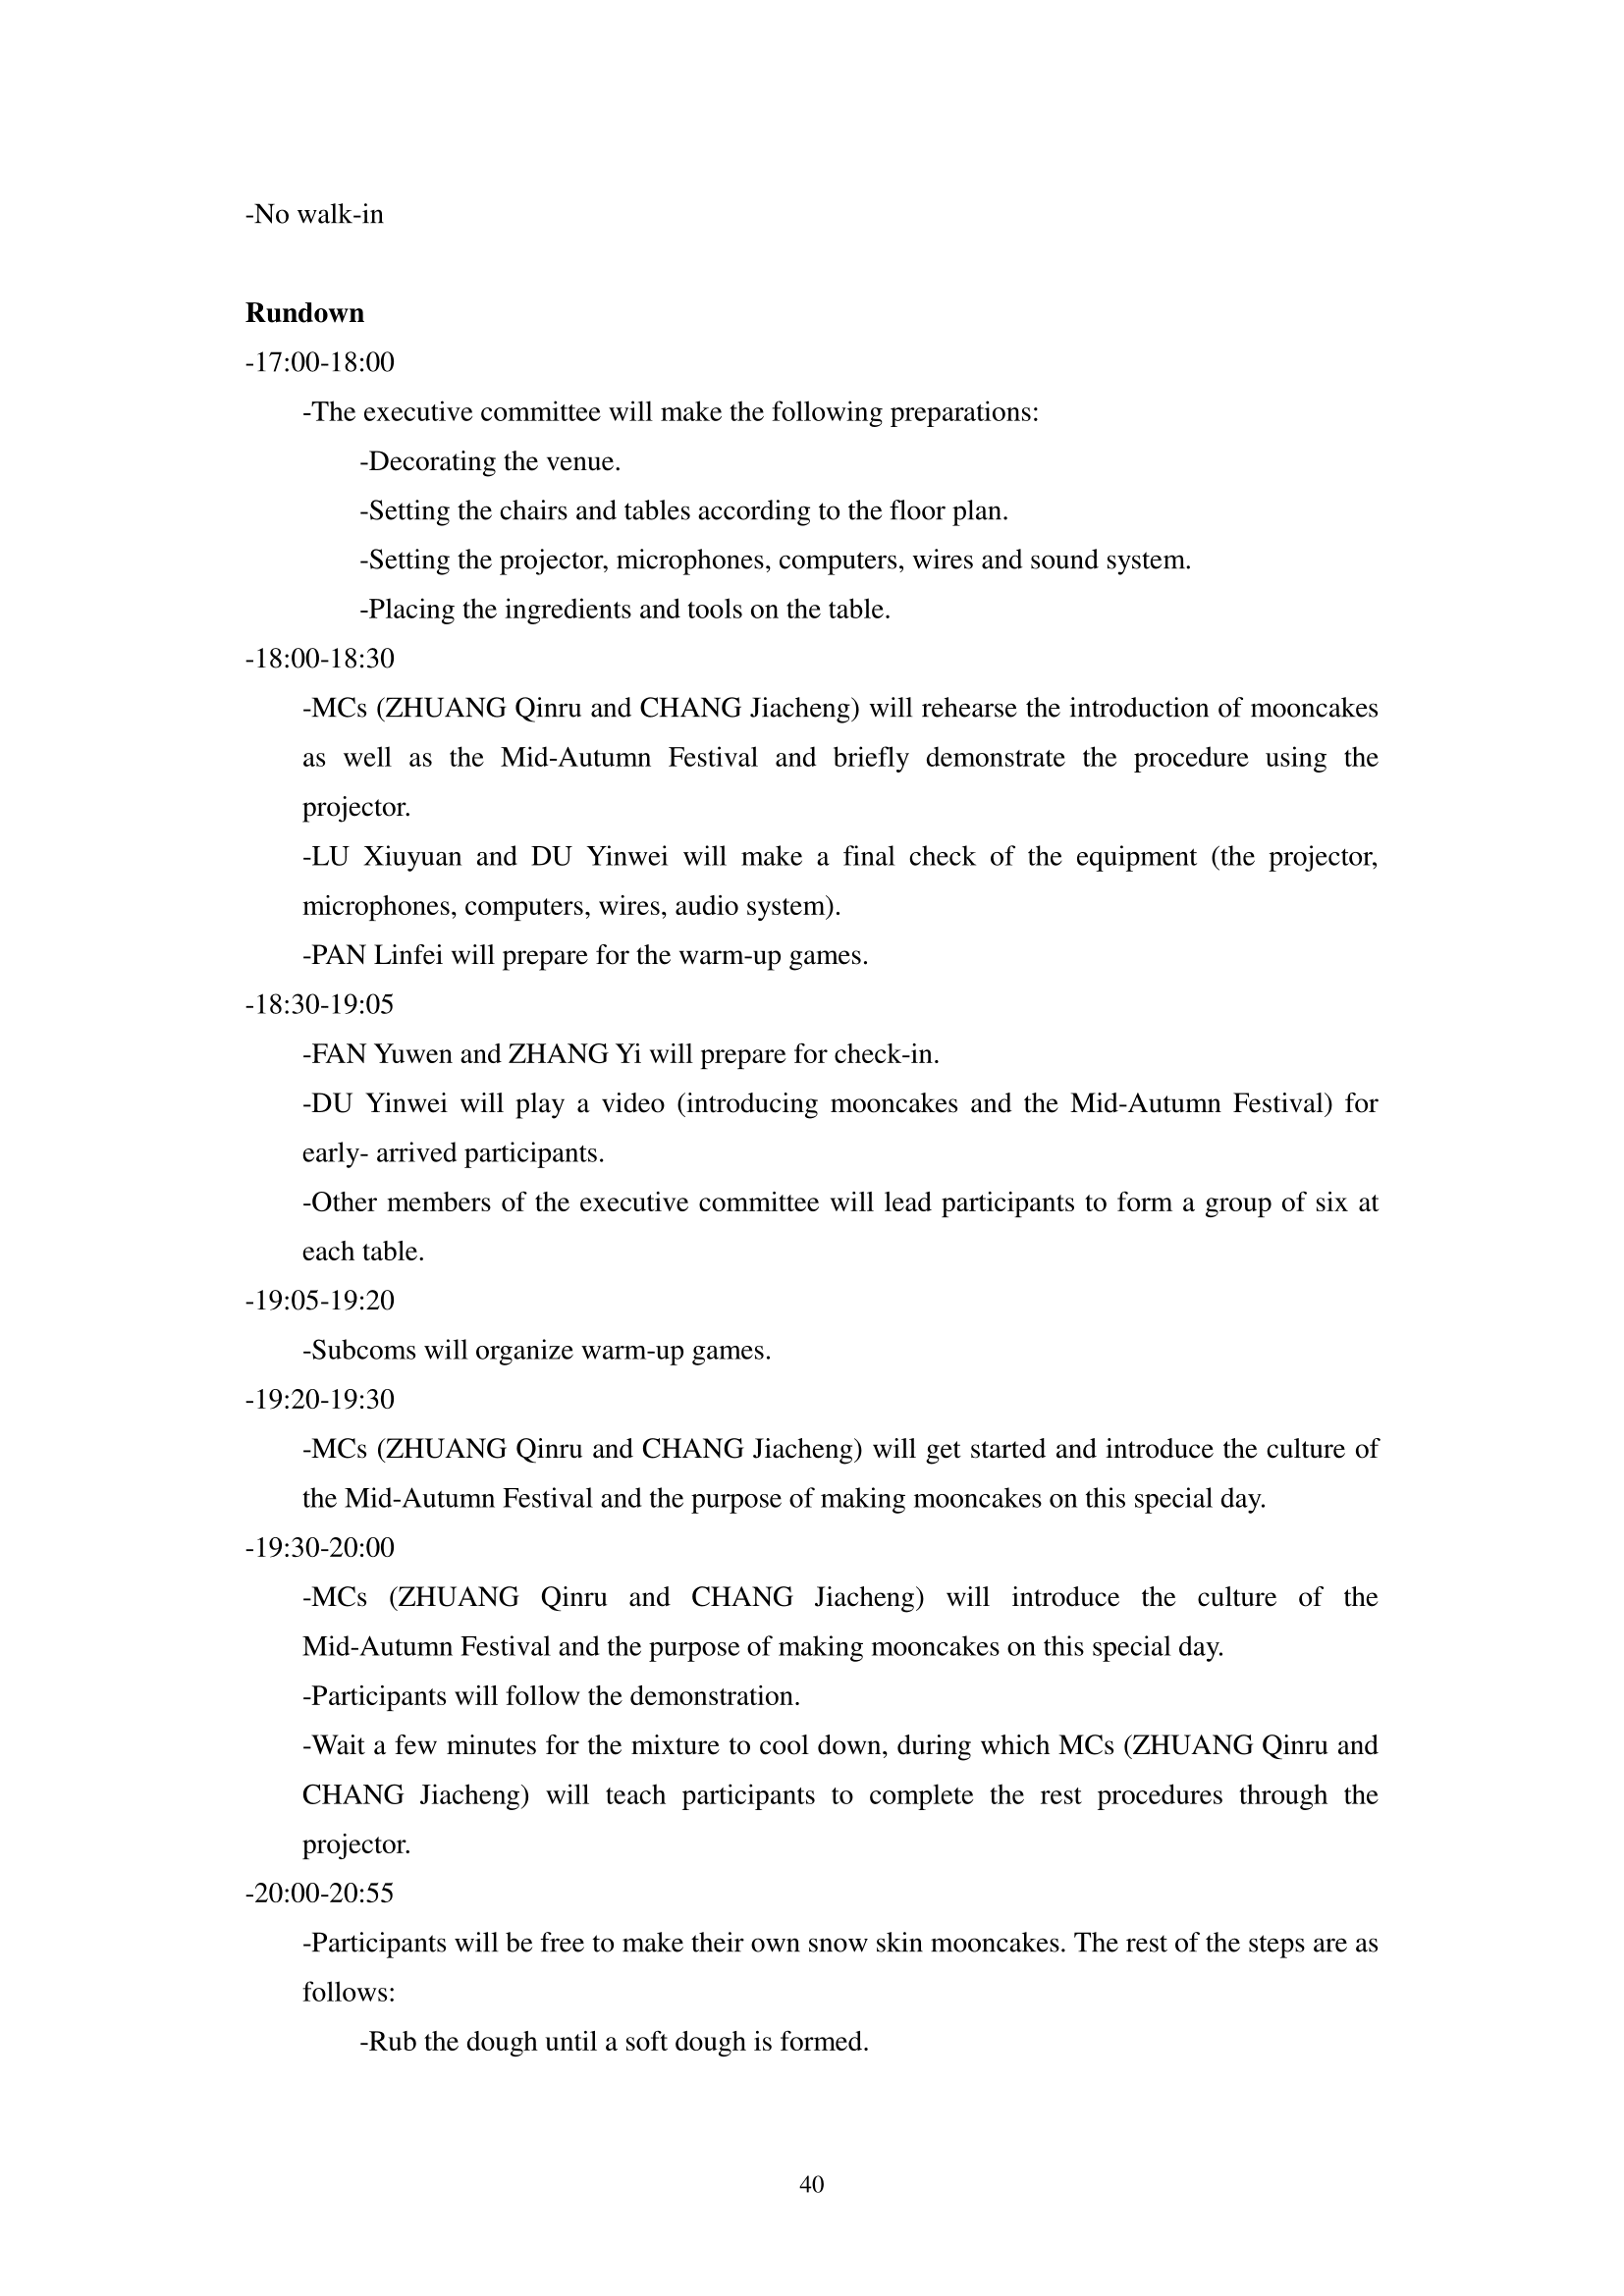 -No walk-in
Rundown
-17:00-18:00
-The executive committee will make the following preparations:
-Decorating the venue.
-Setting the chairs and tables according to the floor plan.
-Setting the projector, microphones, computers, wires and sound system.
-Placing the ingredients and tools on the table.
-18:00-18:30
-MCs (ZHUANG Qinru and CHANG Jiacheng) will rehearse the introduction of mooncakes
as well as the Mid-Autumn Festival and briefly demonstrate the procedure using the
projector.
-LU Xiuyuan and DU Yinwei will make a final check of the equipment (the projector,
microphones, computers, wires, audio system).
-PAN Linfei will prepare for the warm-up games.
-18:30-19:05
-FAN Yuwen and ZHANG Yi will prepare for check-in.
-DU Yinwei will play a video (introducing mooncakes and the Mid-Autumn Festival) for
early- arrived participants.
-Other members of the executive committee will lead participants to form a group of six at
each table.
-19:05-19:20
-Subcoms will organize warm-up games.
-19:20-19:30
-MCs (ZHUANG Qinru and CHANG Jiacheng) will get started and introduce the culture of
the Mid-Autumn Festival and the purpose of making mooncakes on this special day.
-19:30-20:00
-MCs (ZHUANG Qinru and CHANG Jiacheng) will introduce the culture of the
Mid-Autumn Festival and the purpose of making mooncakes on this special day.
-Participants will follow the demonstration.
-Wait a few minutes for the mixture to cool down, during which MCs (ZHUANG Qinru and
CHANG Jiacheng) will teach participants to complete the rest procedures through the
projector.
-20:00-20:55
-Participants will be free to make their own snow skin mooncakes. The rest of the steps are as
follows:
-Rub the dough until a soft dough is formed.
40